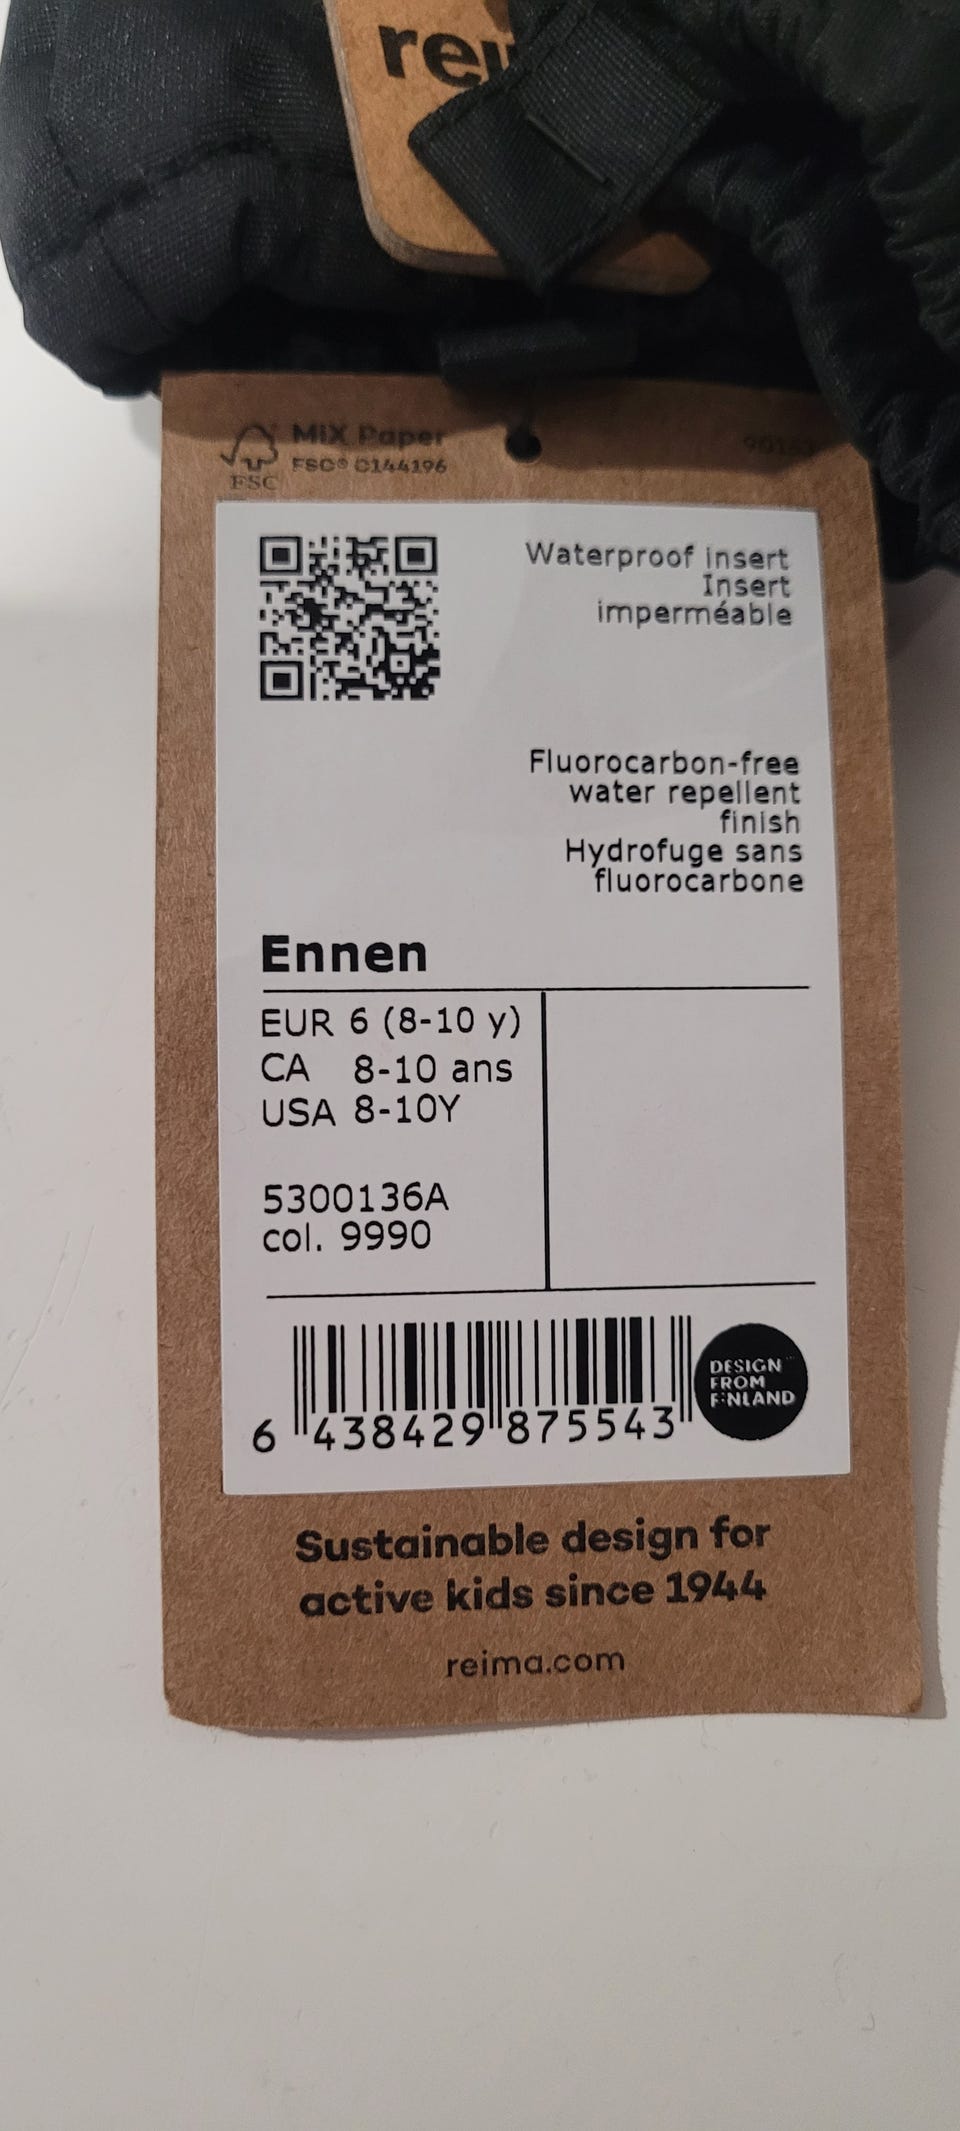 rei
MIX Paper
FSC® C144196
FSC
Waterproof insert
Insert
imperméable
Fluorocarbon-free
water repellent
finish
Hydrofuge sans
fluorocarbone
Ennen
EUR 6 (8-10 y)
CA 8-10 ans
USA 8-10Y
5300136A
col. 9990
6 438429 875543
DESIGN
FROM
FINLAND
Sustainable design for
active kids since 1944
reima.com